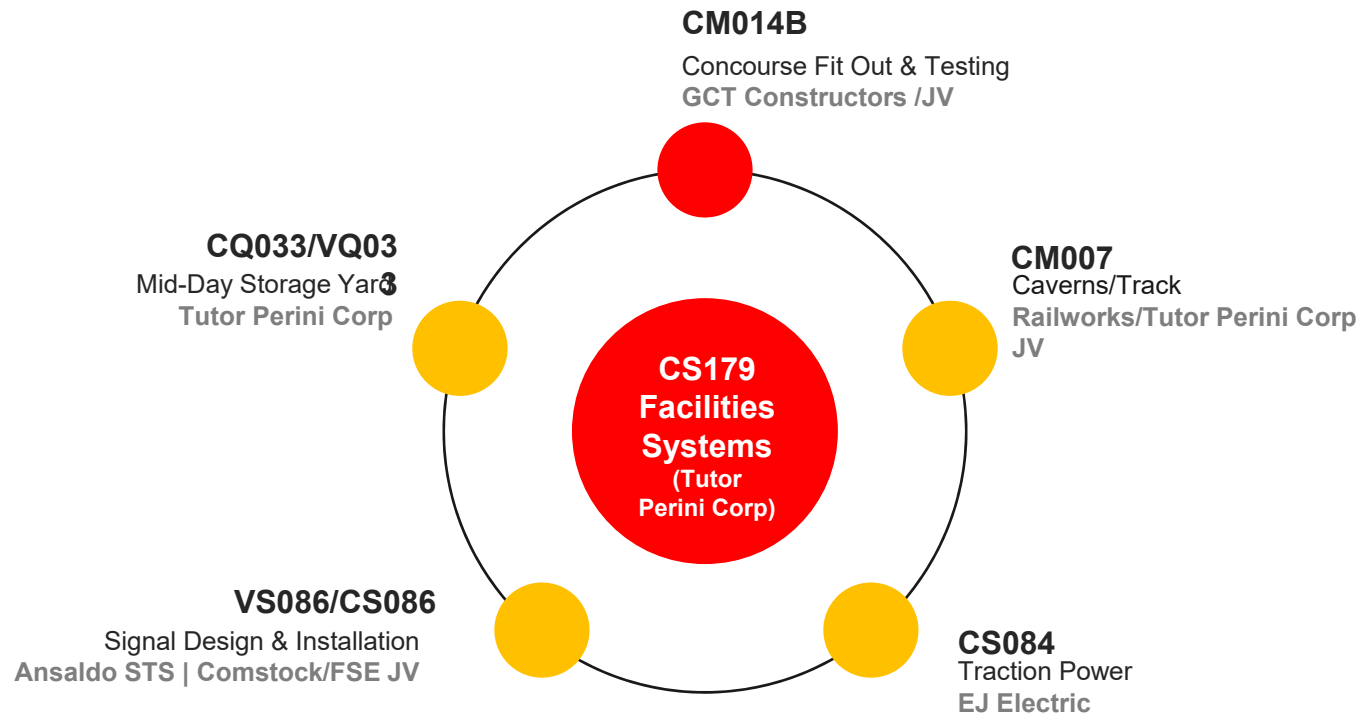 CM014B
Concourse Fit Out & Testing
GCT Constructors /JV
CQ033/VQ03
3
Mid-Day Storage Yard
Tutor Perini Corp
CM007
Caverns/Track
Railworks/Tutor Perini Corp
JV
CS179
Facilities
Systems
(Tutor
Perini Corp)
VS086/CS086
Signal Design & Installation
Ansaldo STS | Comstock/FSE JV
CS084
Traction Power
EJ Electric